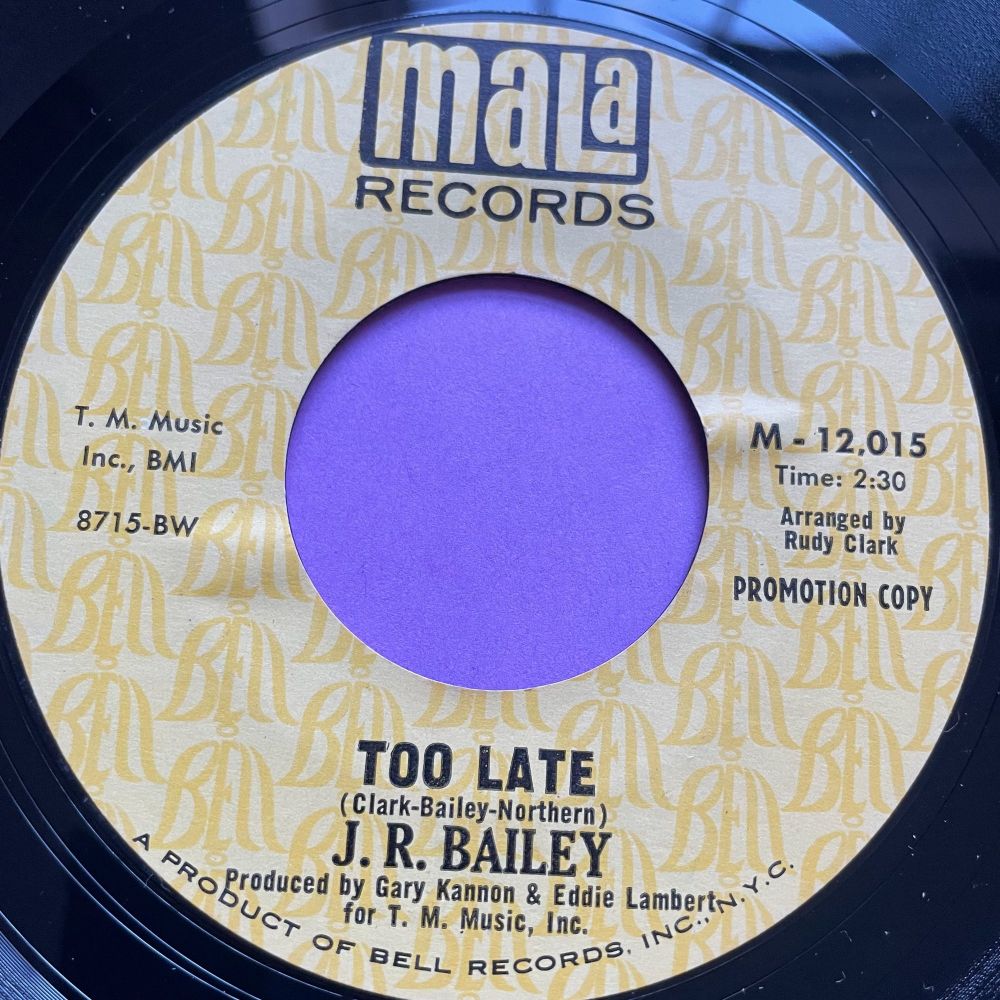 mala
RECORDS
T. M. Music
Inc., BMI
8715-BW
M - 12,015
Time: 2:30
Arranged by
Rudy Clark
PROMOTION COPY
TOO LATE
(Clark-Bailey-Northern)
J. R. BAILEY
Produced by Gary Kannon & Eddie Lambert
for T. M. Music, Inc.
A PRODUCT OF BELL RECORDS, INC., N.Y.C.
BELL